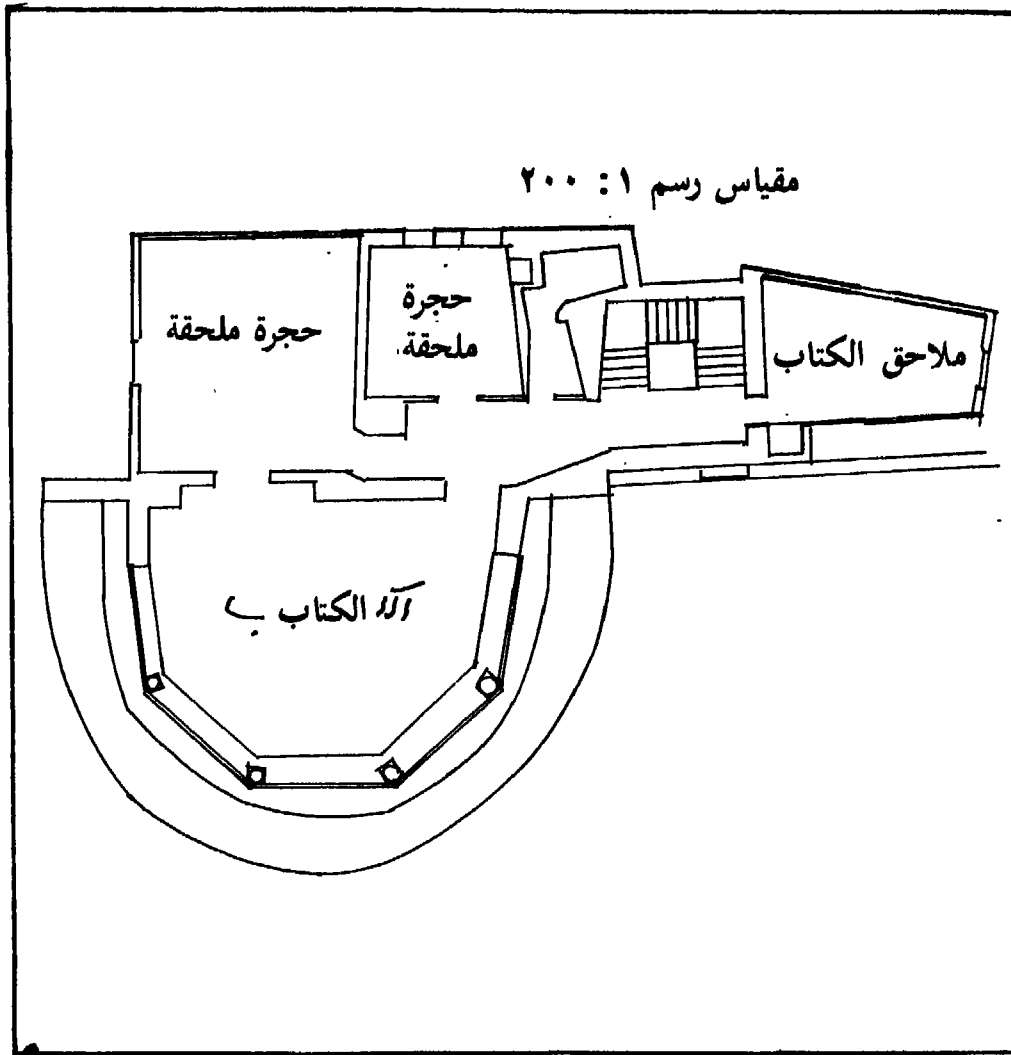 مقياس رسم ١: ٢٠٠
حجرة
ملحقة
حجرة ملحقة
ملاحق الكتاب
الكتاب